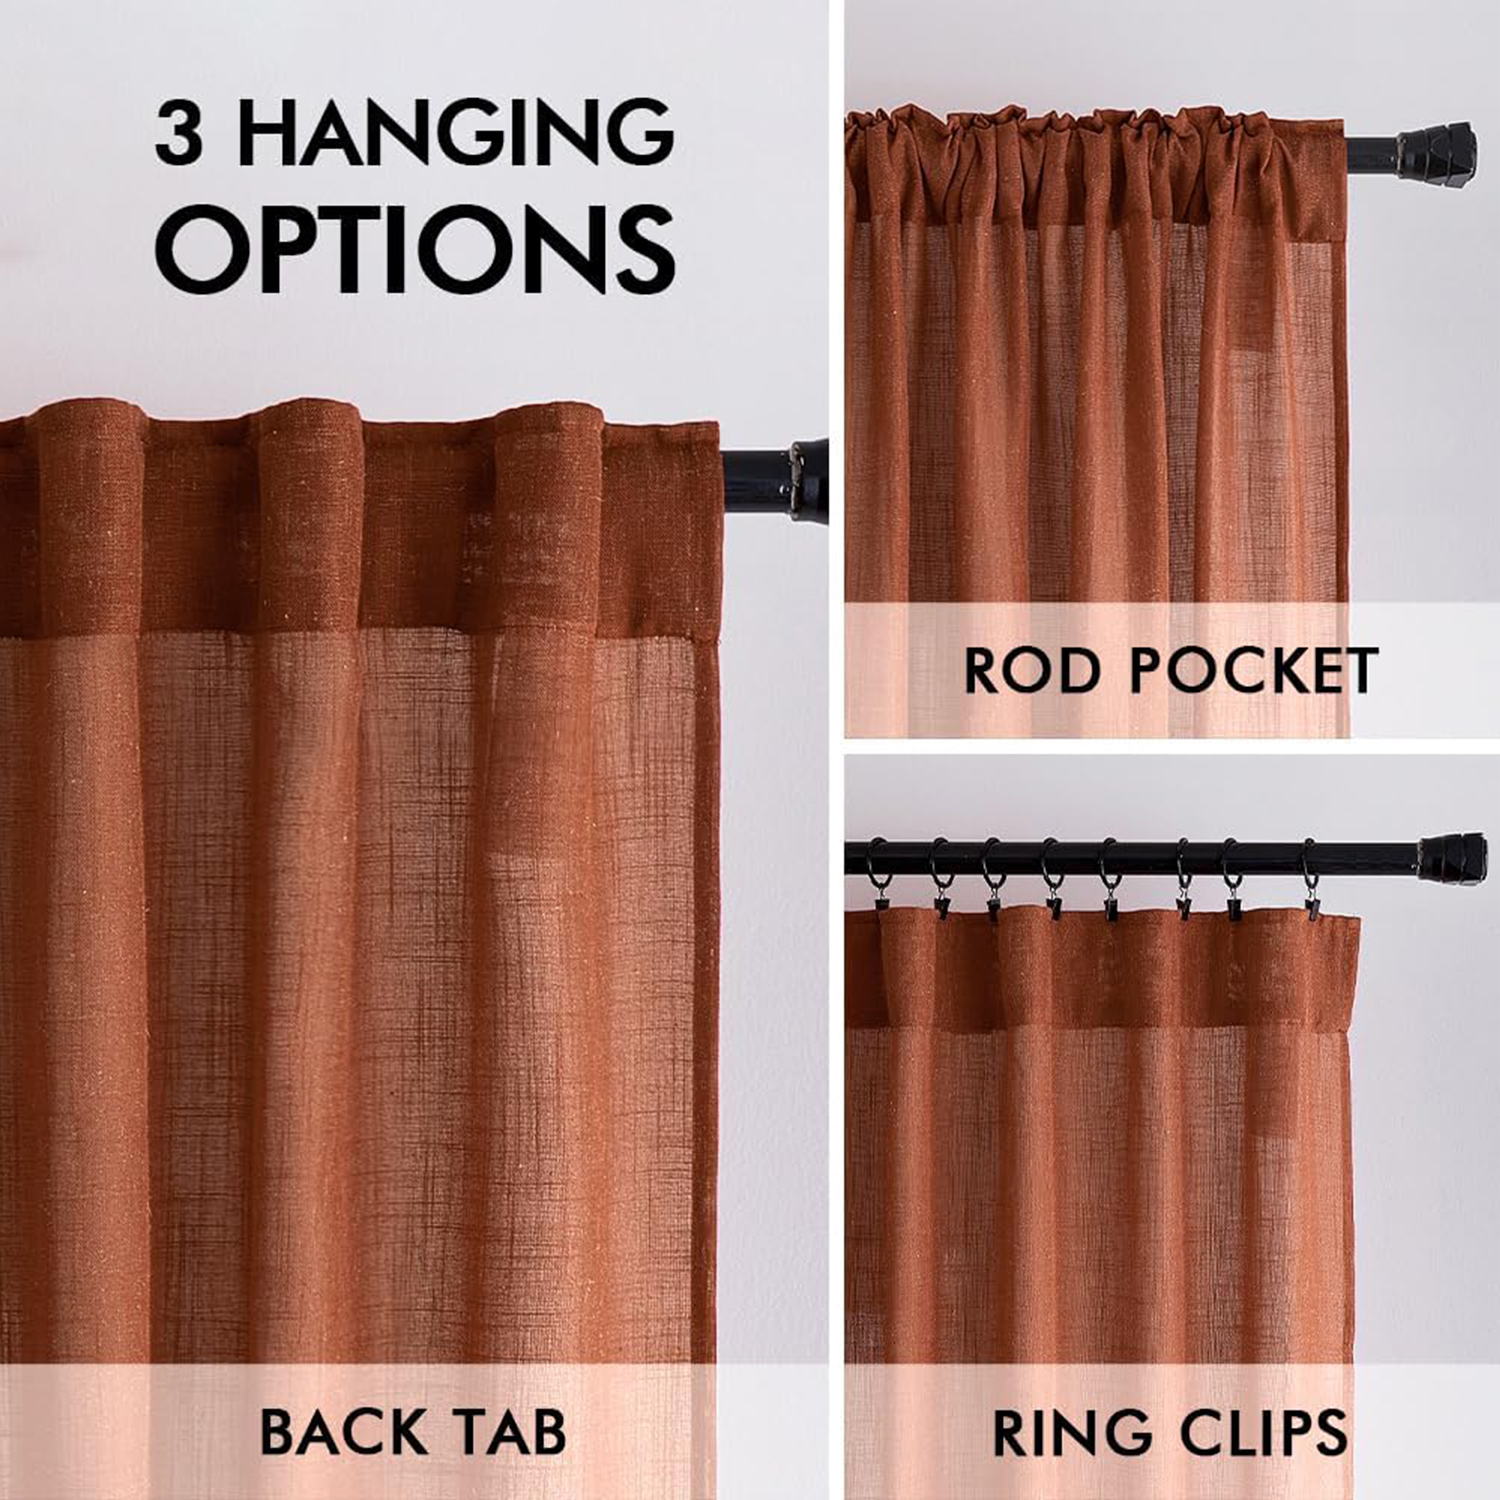 3 HANGING
OPTIONS
BACK TAB
ROD POCKET
RING CLIPS